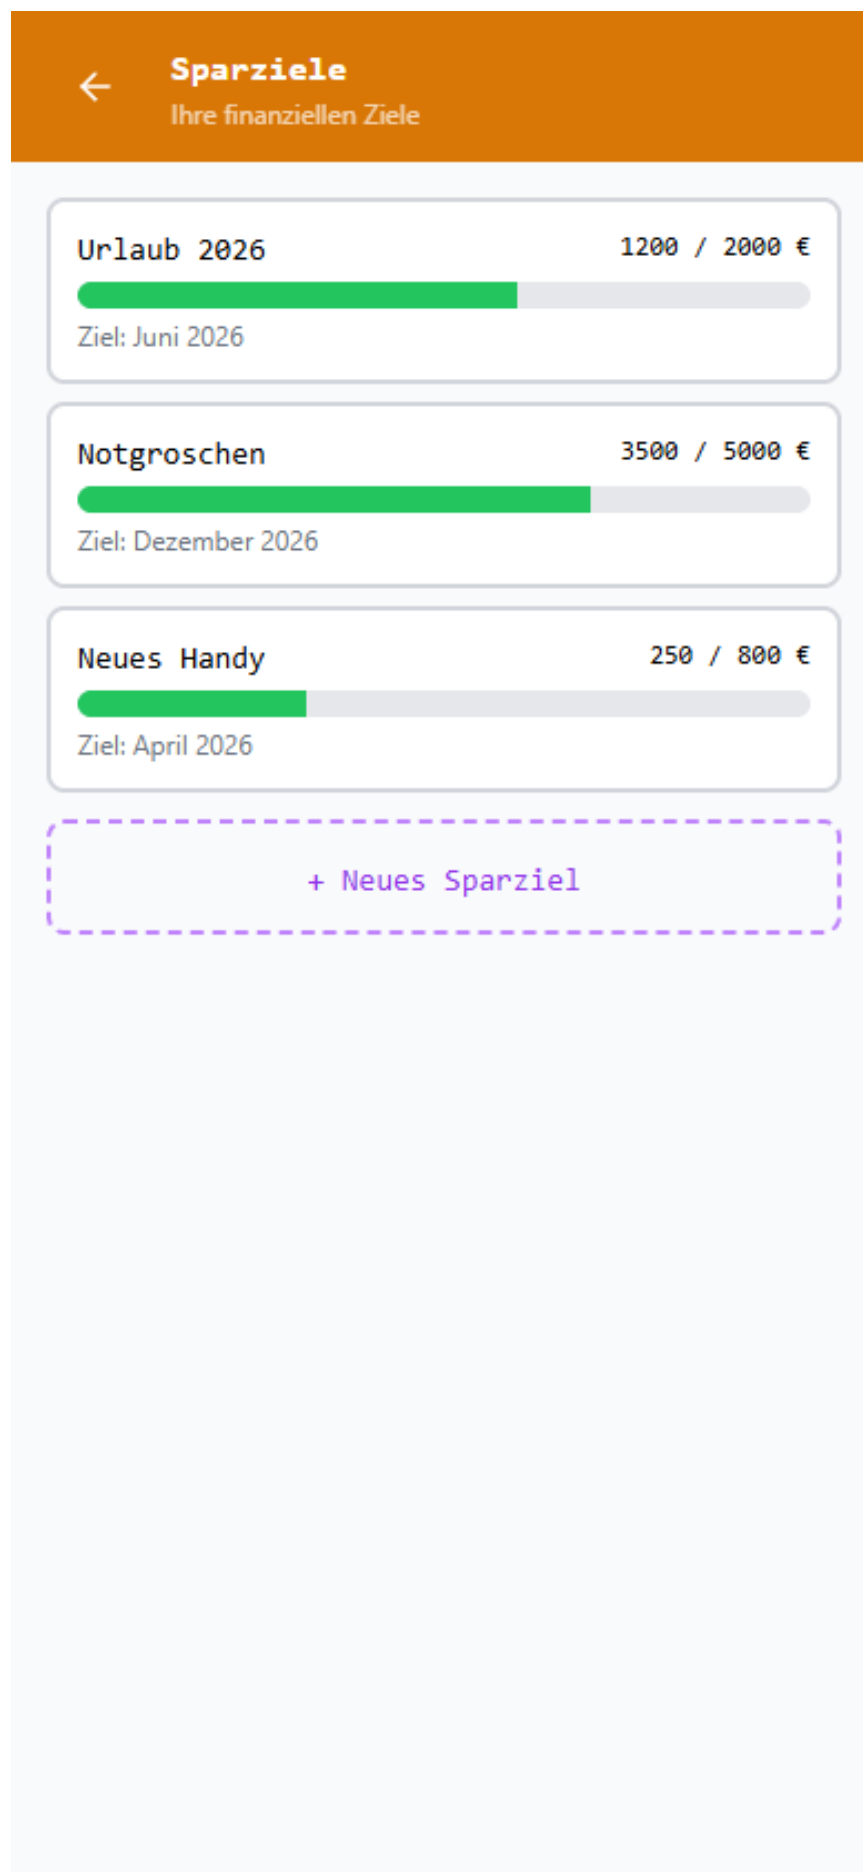 Sparziele
Ihre finanziellen Ziele
Urlaub 2026 1200 / 2000 €
Ziel: Juni 2026
Notgroschen 3500 / 5000 €
Ziel: Dezember 2026
Neues Handy 250 / 800 €
Ziel: April 2026
+ Neues Sparziel